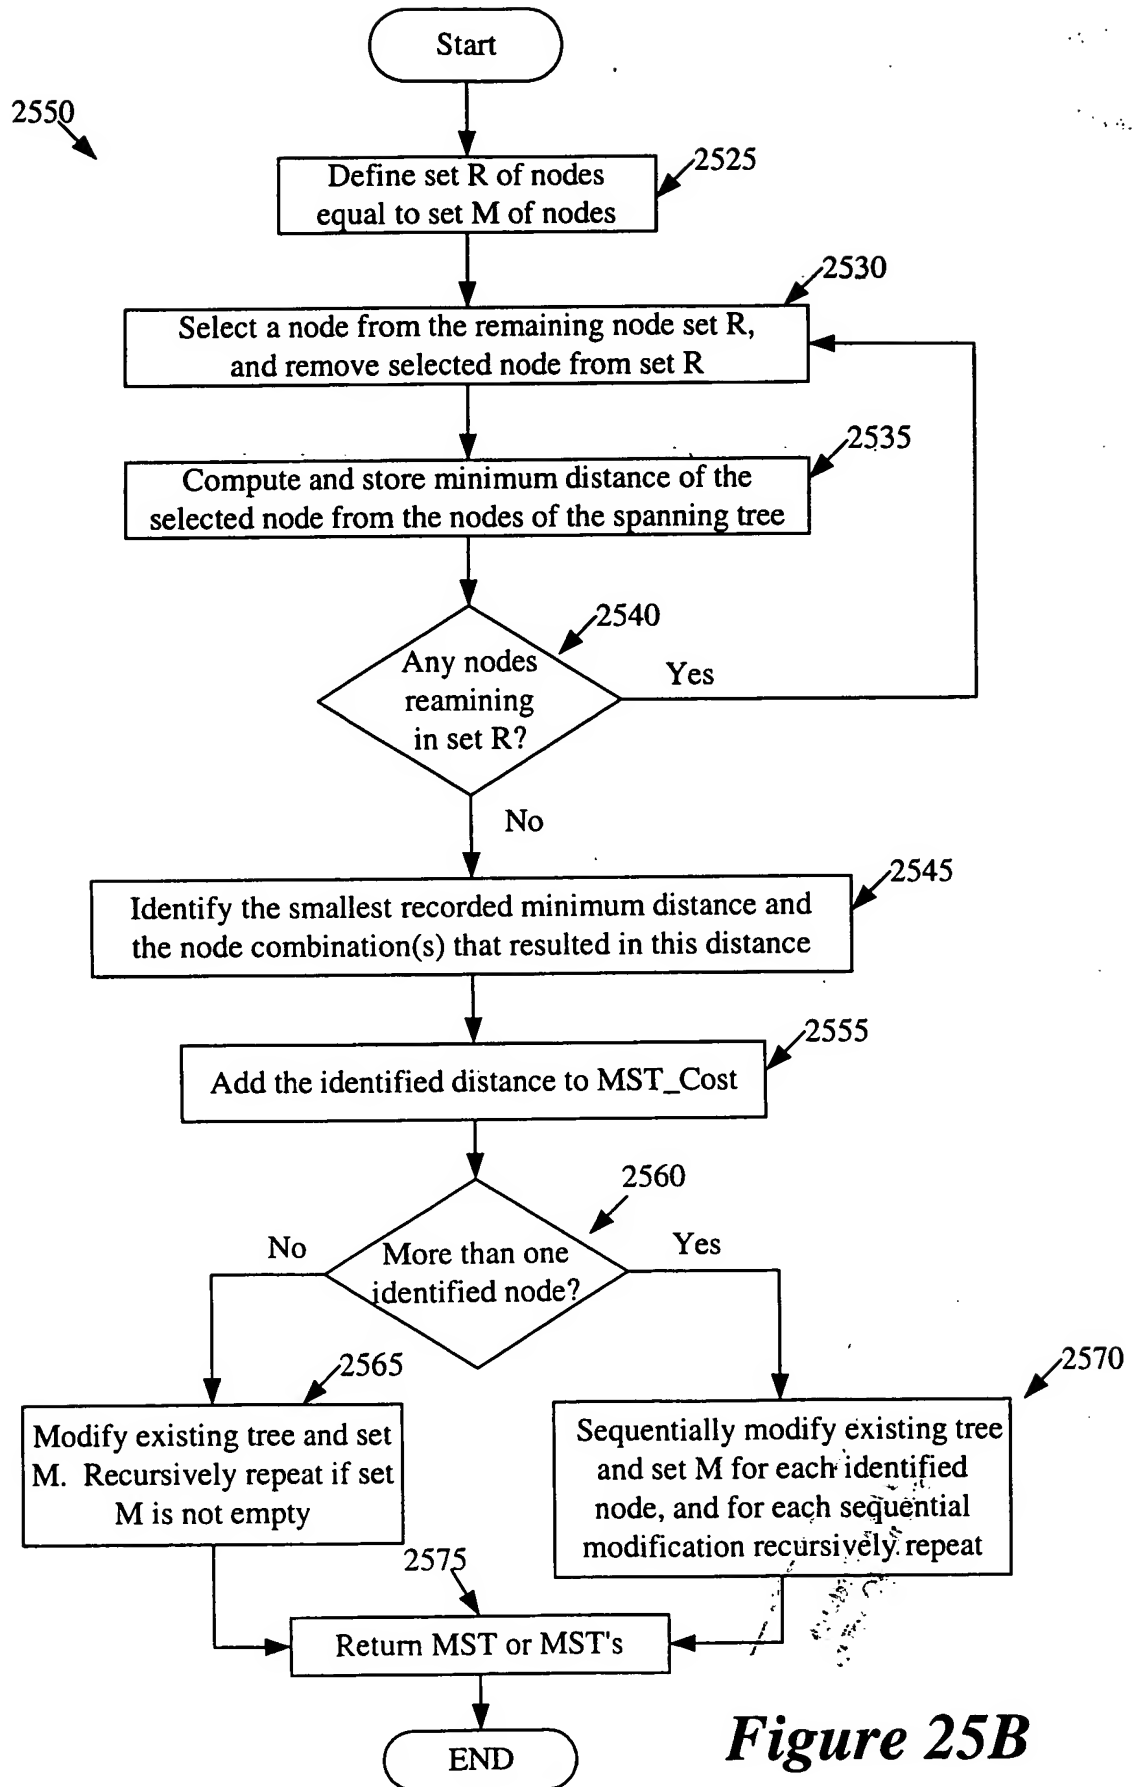 Start
2550
2525
Define set R of nodes
equal to set M of nodes
2530
Select a node from the remaining node set R,
and remove selected node from set R
2535
Compute and store minimum distance of the
selected node from the nodes of the spanning tree
2540
Any nodes
reamining
in set R?
Yes
No
2545
Identify the smallest recorded minimum distance and
the node combination(s) that resulted in this distance
2555
Add the identified distance to MST_Cost
2560
More than one
identified node?
No
Yes
2565
Modify existing tree and set
M. Recursively repeat if set
M is not empty
2570
Sequentially modify existing tree
and set M for each identified
node, and for each sequential
modification recursively repeat
2575
Return MST or MST's
END
Figure 25B